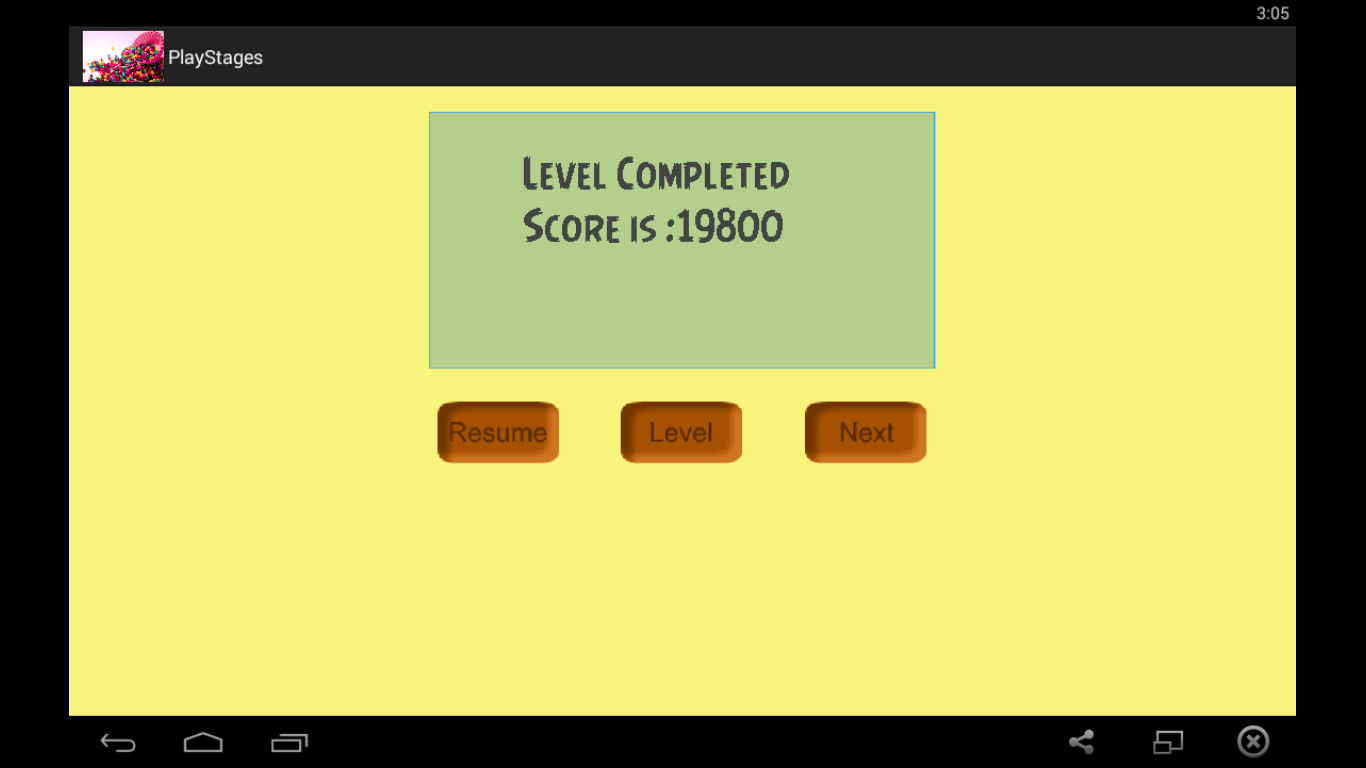 3:05
PlayStages
Level Completed
Score is :19800
Resume
Level
Next